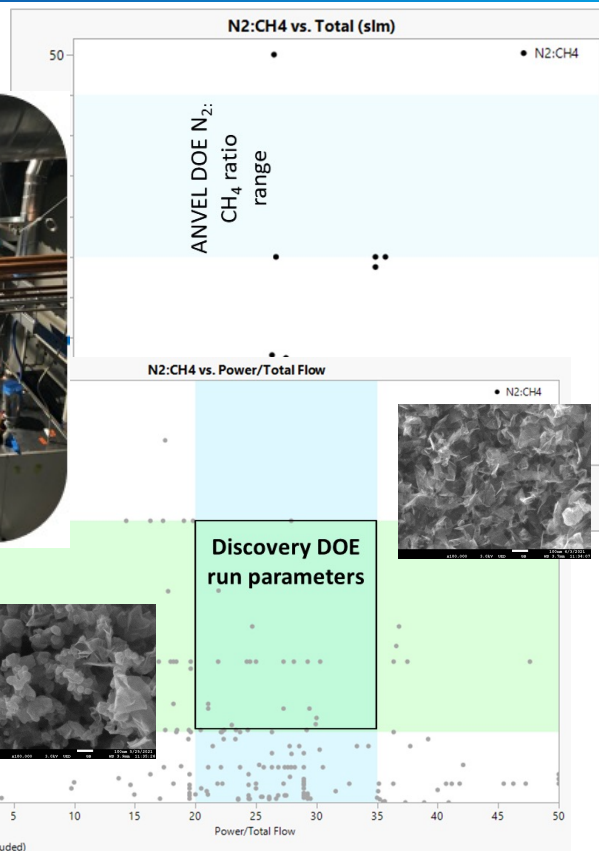 N2:CH4 vs. Total (slm)
50
N2:CH4
ANVEL DOE N₂:
CH₄ ratio
range
N2:CH4 vs. Power/Total Flow
N2:CH4
Discovery DOE
run parameters
5 10 15 20 25 30 35 40 45 50
Power/Total Flow
uded)